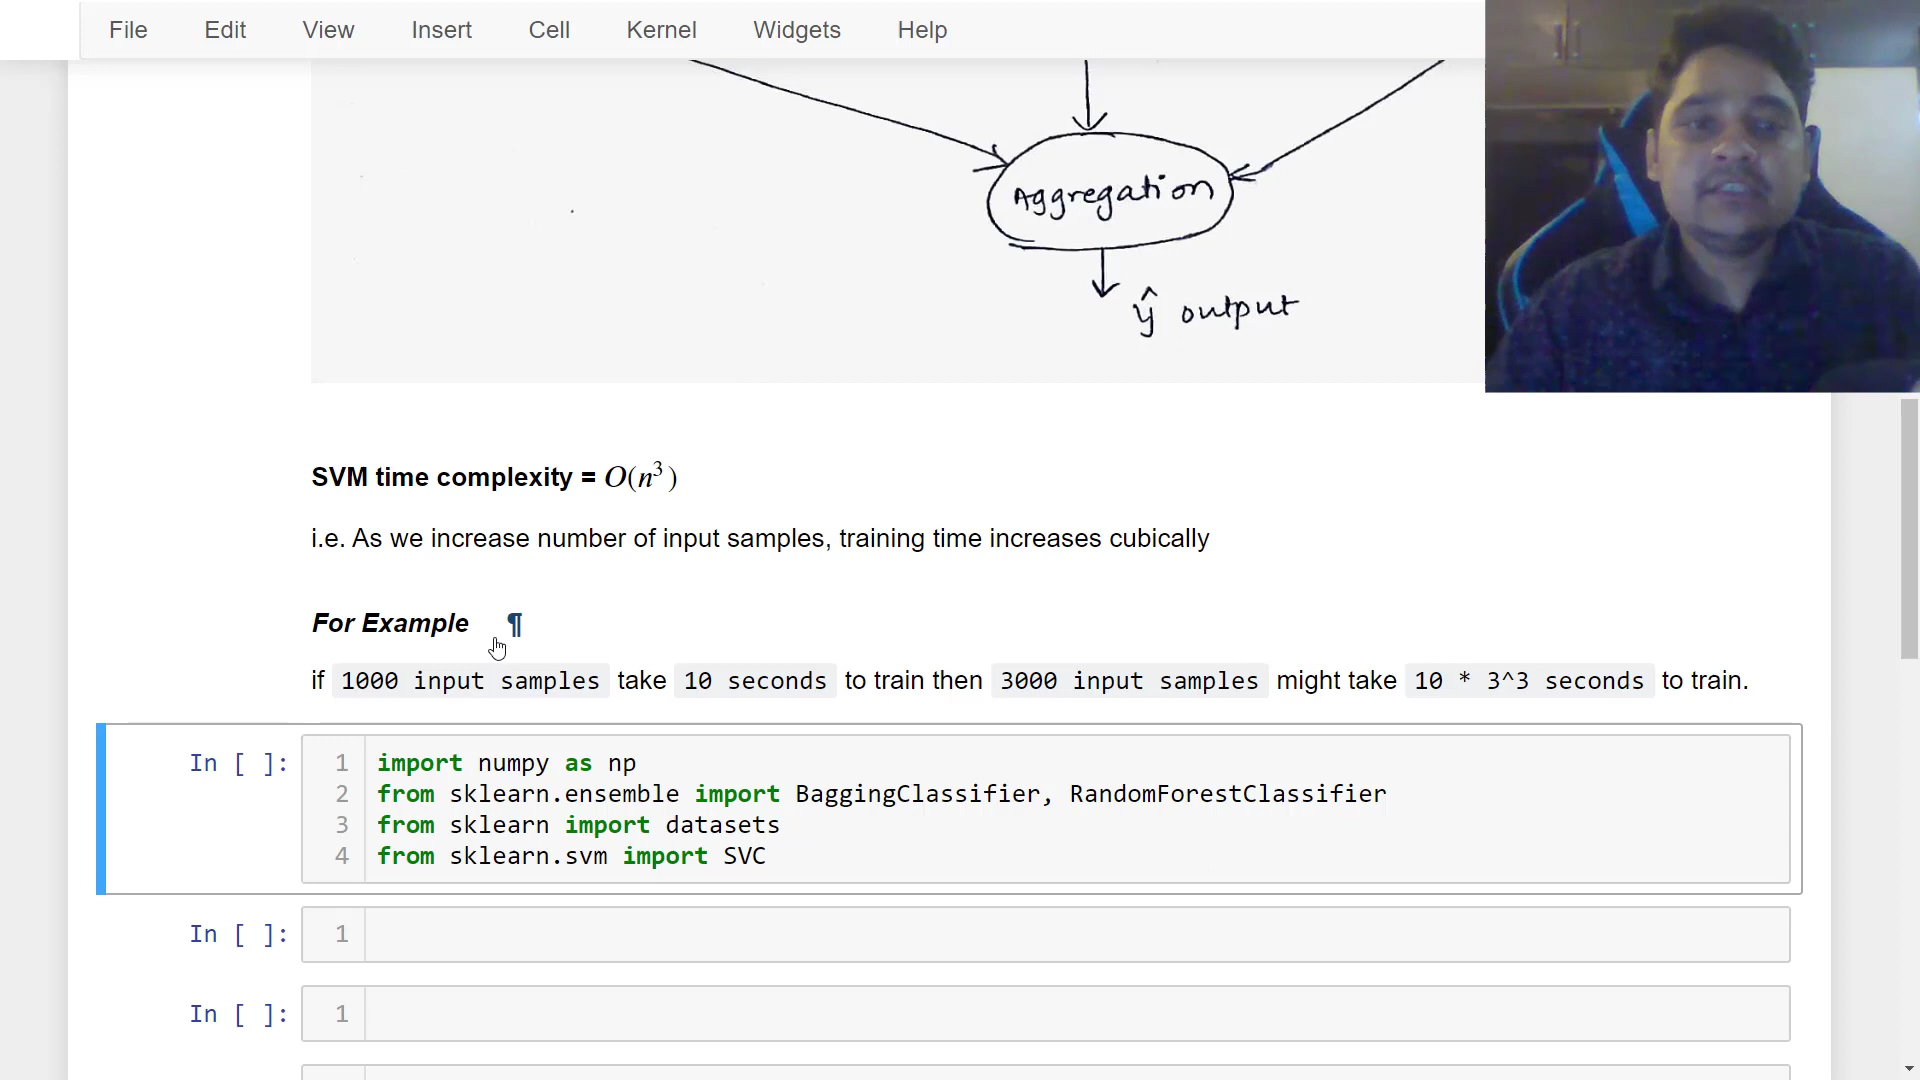 File Edit View Insert Cell Kernel Widgets Help
Aggregation
ŷ output
SVM time complexity = O(n³)
i.e. As we increase number of input samples, training time increases cubically
For Example ¶
if 1000 input samples take 10 seconds to train then 3000 input samples might take 10 * 3^3 seconds to train.
In [ ]: 1 import numpy as np
2 from sklearn.ensemble import BaggingClassifier, RandomForestClassifier
3 from sklearn import datasets
4 from sklearn.svm import SVC
In [ ]: 1
In [ ]: 1